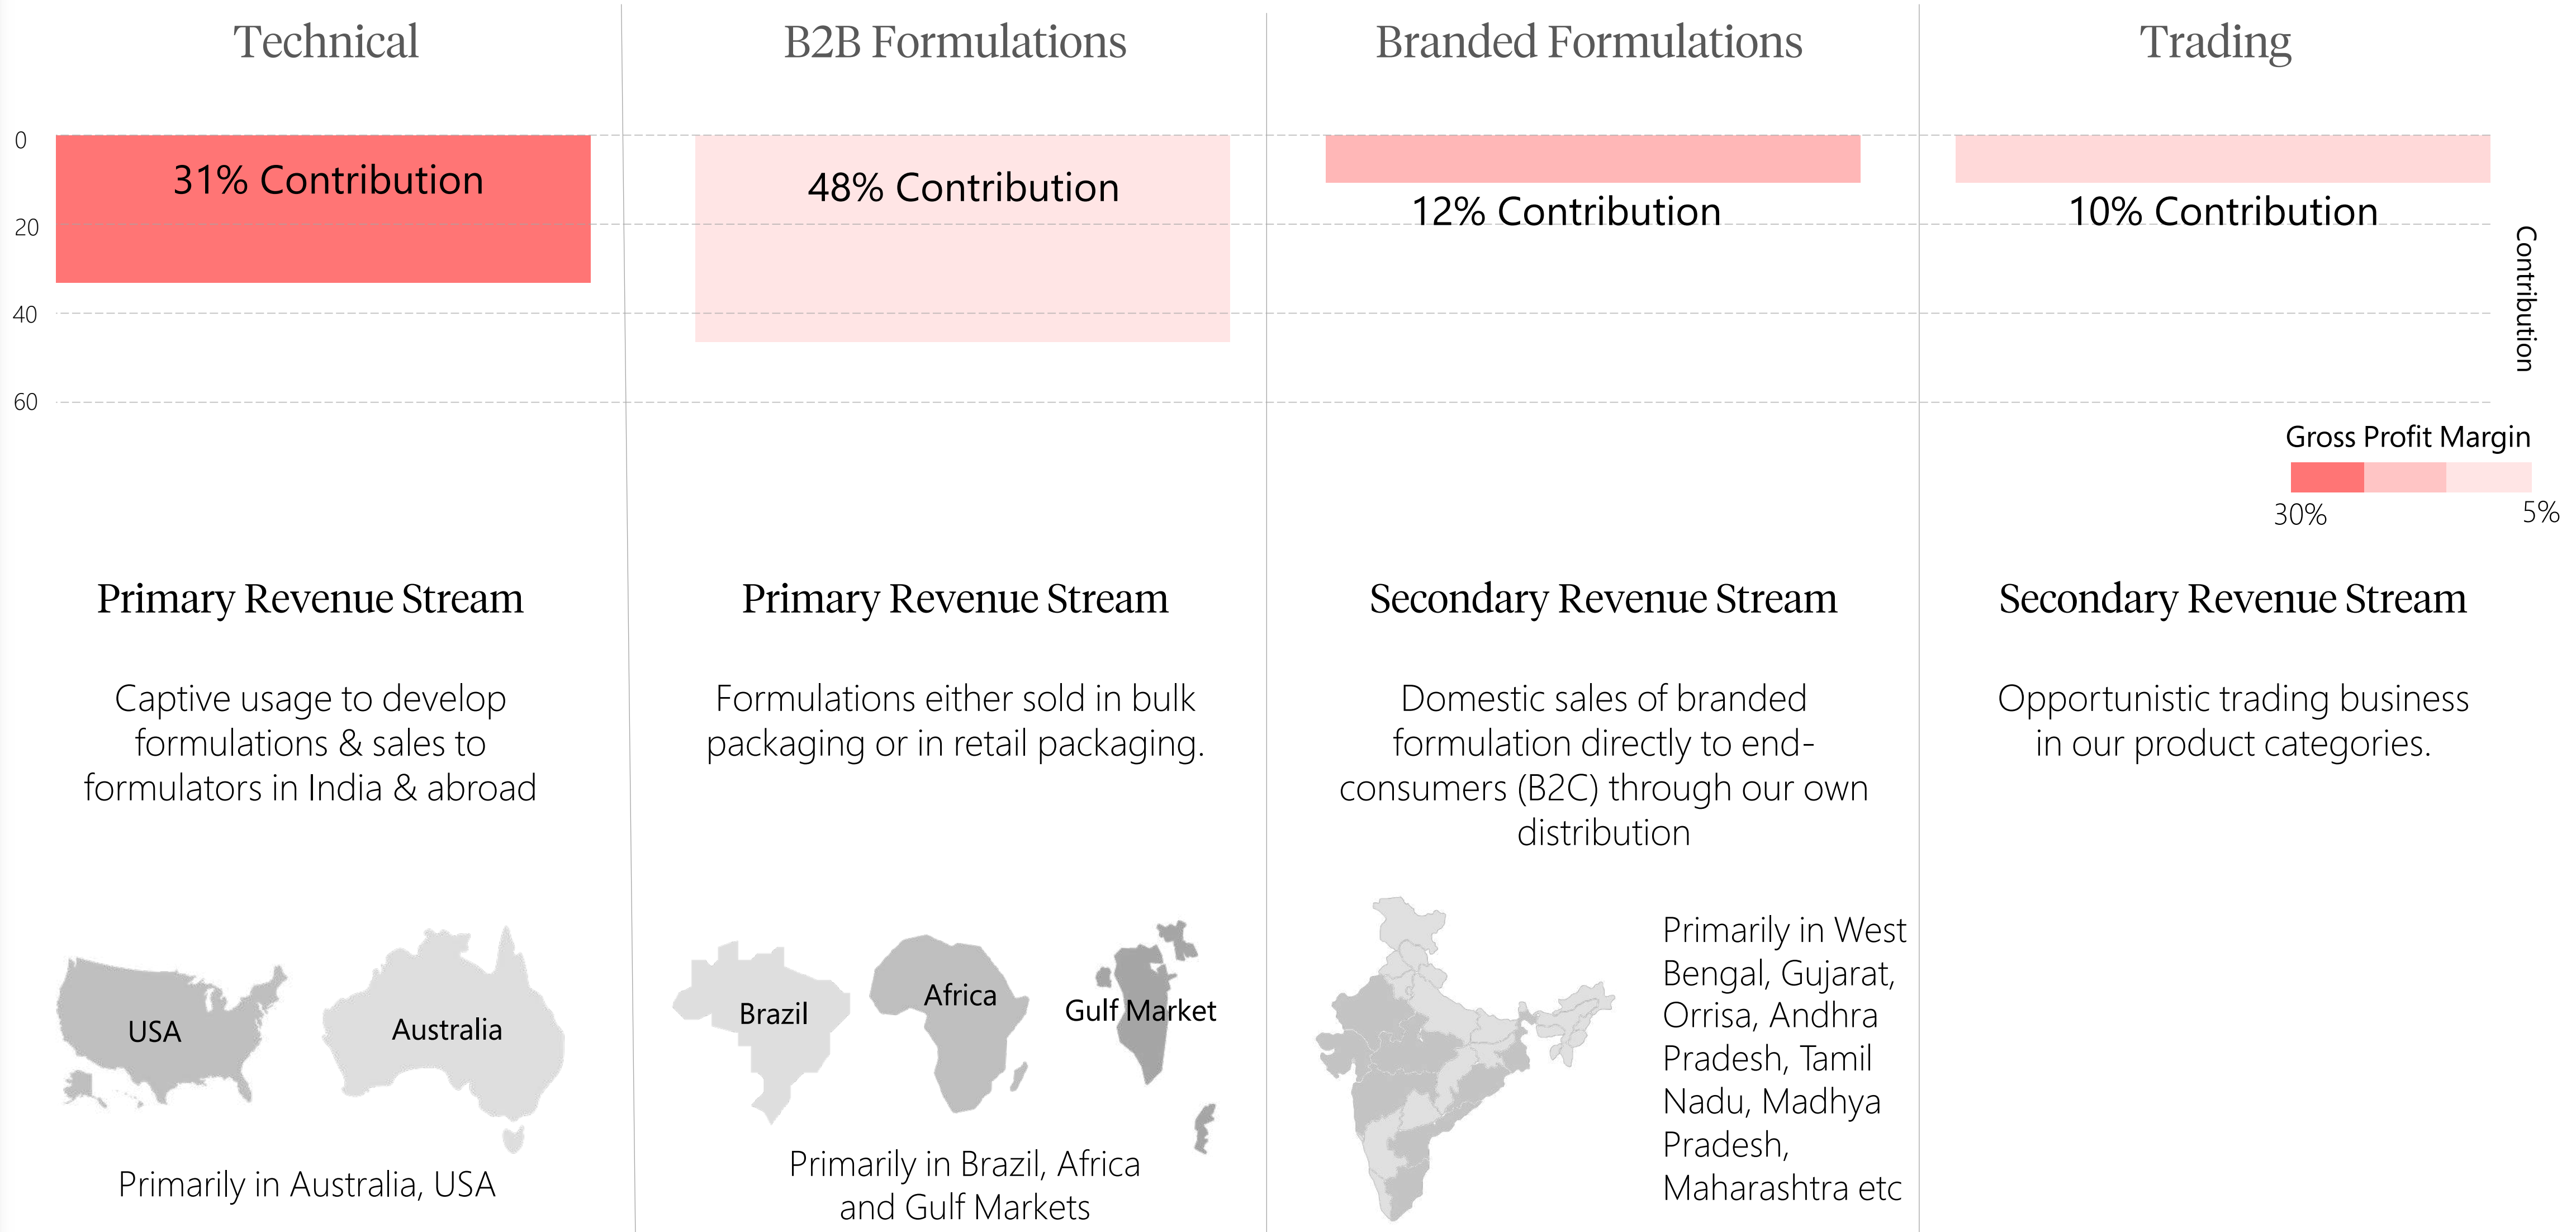 Technical
B2B Formulations
Branded Formulations
Trading
0
20
40
60
31% Contribution
48% Contribution
12% Contribution
10% Contribution
Contribution
Gross Profit Margin
30%
5%
Primary Revenue Stream
Captive usage to develop
formulations & sales to
formulators in India & abroad
USA
Australia
Primarily in Australia, USA
Primary Revenue Stream
Formulations either sold in bulk
packaging or in retail packaging.
Brazil
Africa
Gulf Market
Primarily in Brazil, Africa
and Gulf Markets
Secondary Revenue Stream
Domestic sales of branded
formulation directly to end-
consumers (B2C) through our own
distribution
Primarily in West
Bengal, Gujarat,
Orrisa, Andhra
Pradesh, Tamil
Nadu, Madhya
Pradesh,
Maharashtra etc
Secondary Revenue Stream
Opportunistic trading business
in our product categories.